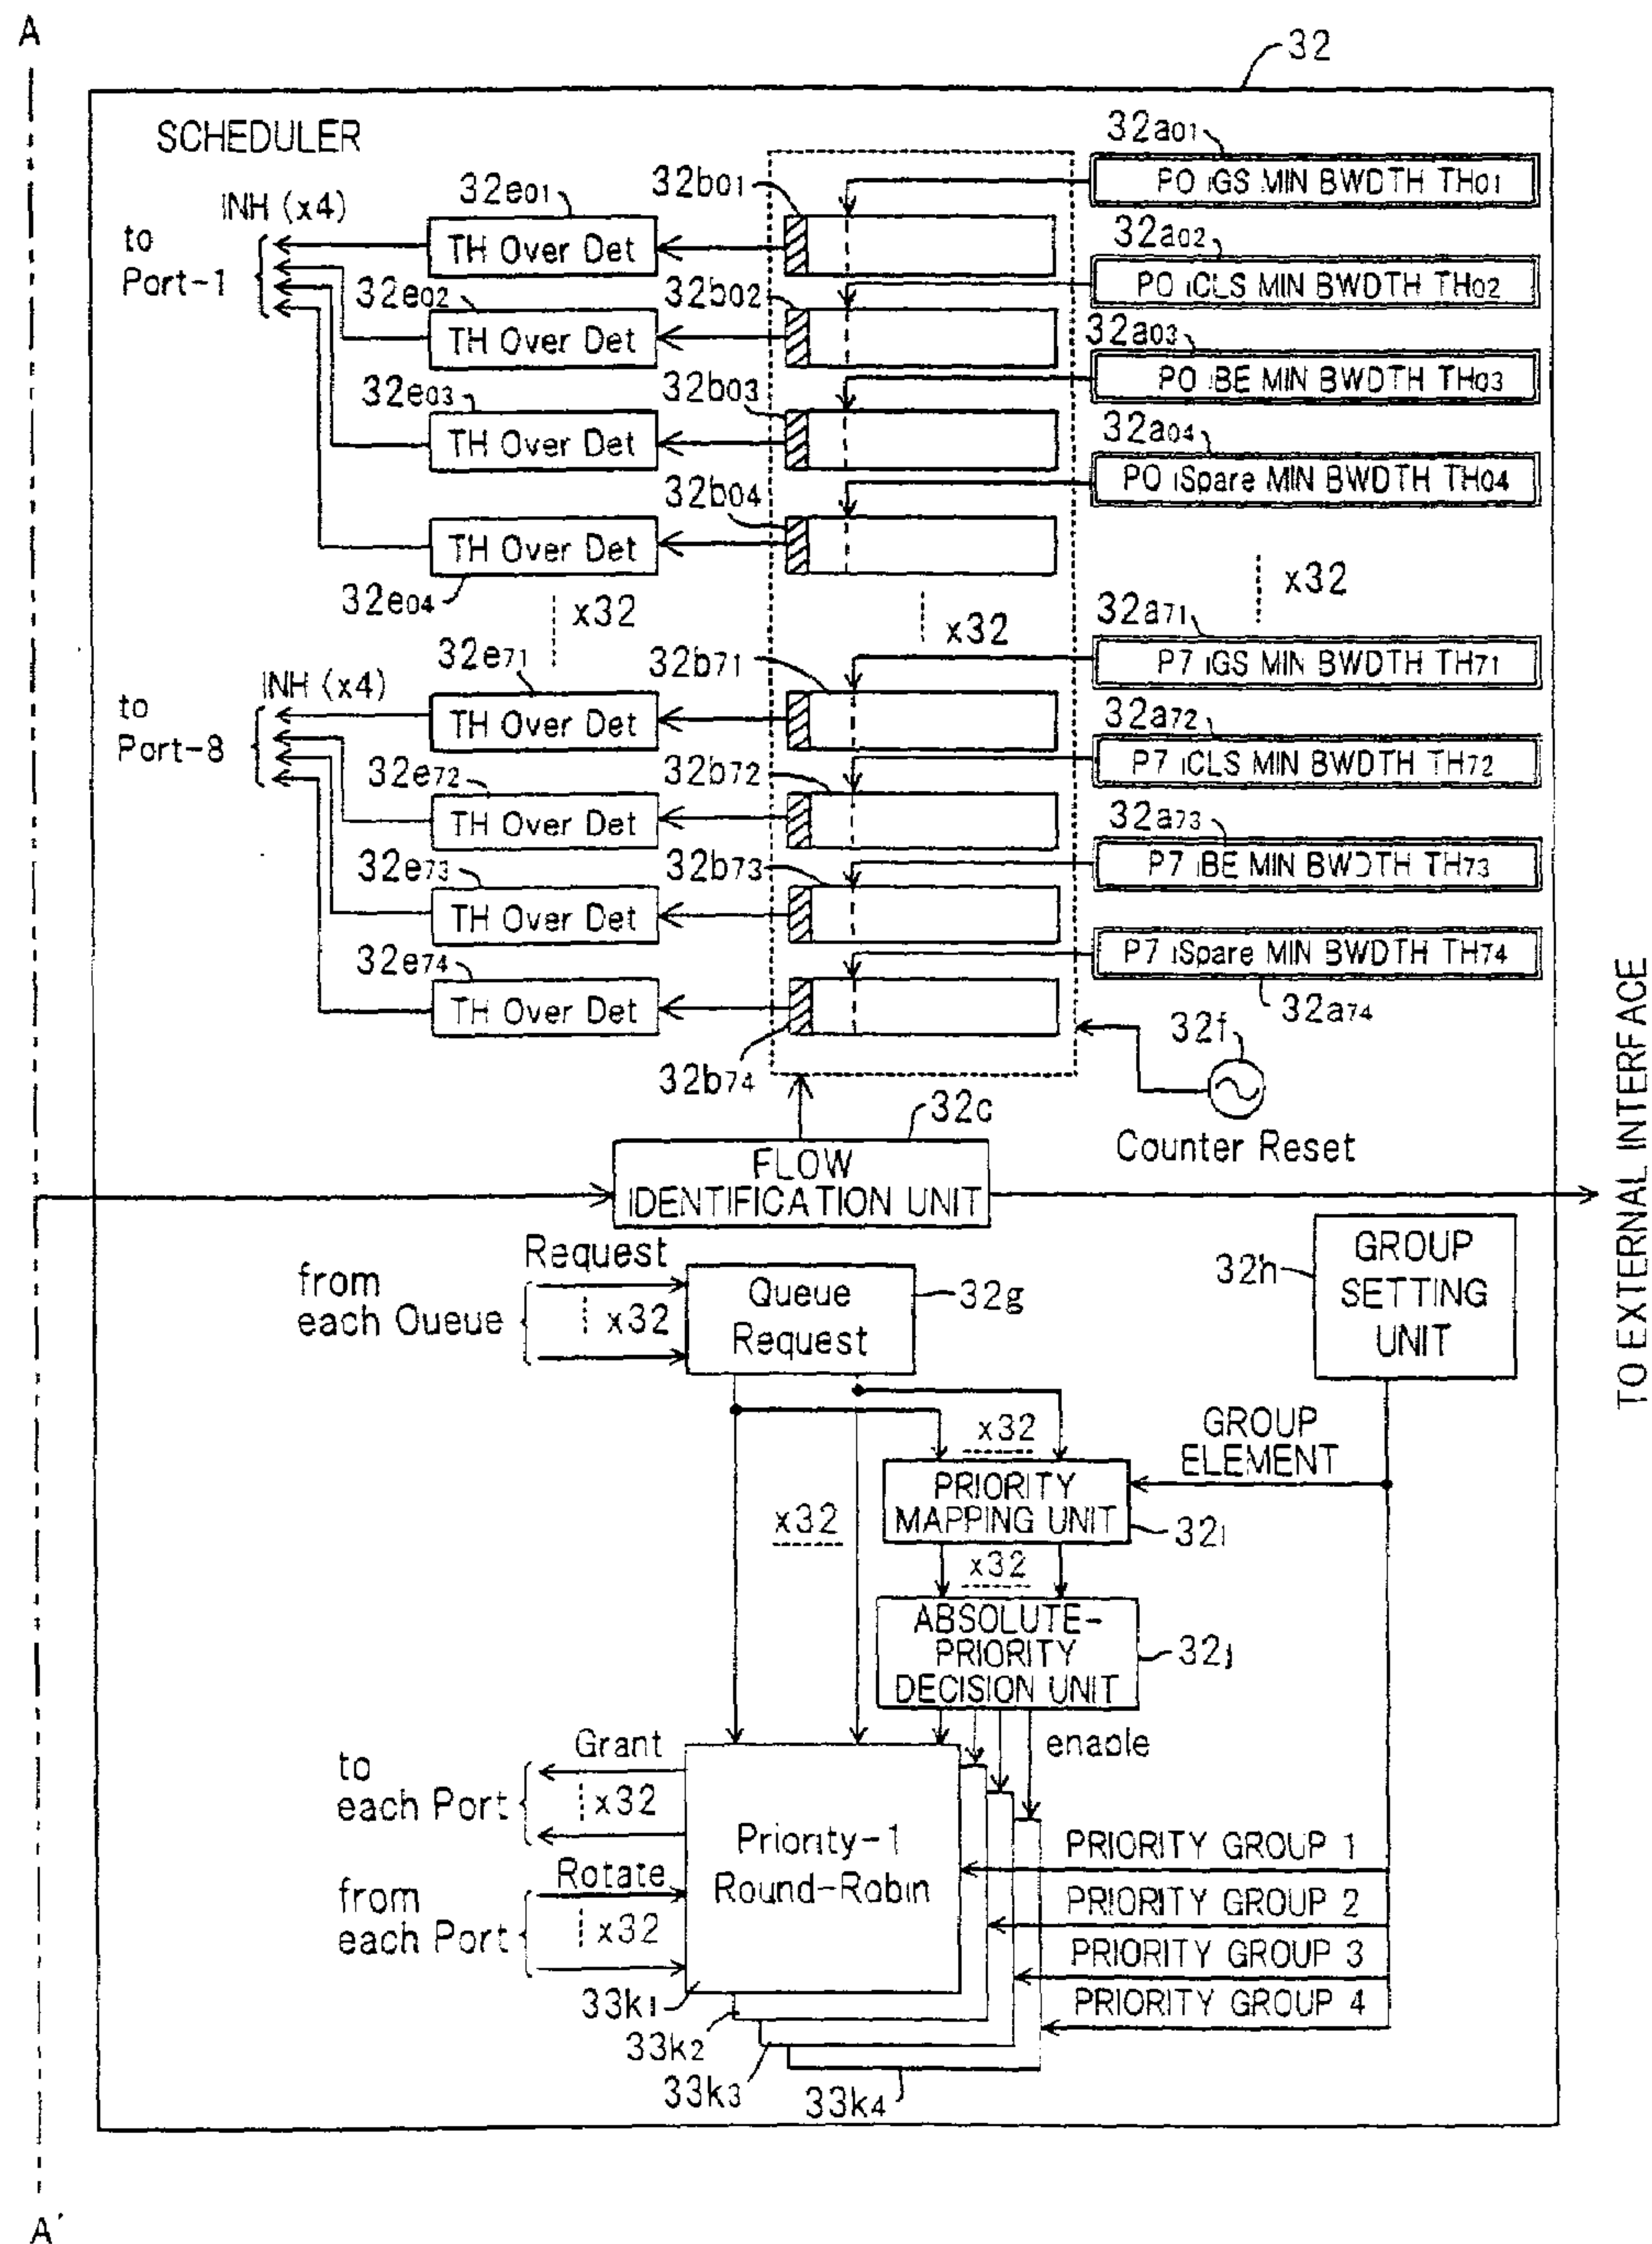 A
32
SCHEDULER
32a01
P0 iGS MIN BWDTH TH01
32e01
32b01
INH (x4)
to
Port-1
TH Over Det
32a02
P0 iCLS MIN BWDTH TH02
32e02
32b02
TH Over Det
32a03
P0 iBE MIN BWDTH TH03
32e03
32b03
TH Over Det
32a04
P0 iSpare MIN BWDTH TH04
32b04
TH Over Det
32e04
x32
x32
x32
32a71
P7 iGS MIN BWDTH TH71
32e71
32b71
INH (x4)
to
Port-8
TH Over Det
32a72
P7 iCLS MIN BWDTH TH72
32e72
32b72
TH Over Det
32a73
P7 iBE MIN BWDTH TH73
32e73
32b73
TH Over Det
P7 iSpare MIN BWDTH TH74
32a74
32e74
TH Over Det
32b74
32f
Counter Reset
32c
FLOW
IDENTIFICATION UNIT
TO EXTERNAL INTERFACE
Request
from
each Queue
x32
Queue
Request
32g
32h
GROUP
SETTING
UNIT
x32
GROUP
ELEMENT
PRIORITY
MAPPING UNIT
32i
x32
x32
ABSOLUTE-
PRIORITY
DECISION UNIT
32j
enable
Grant
to
each Port
x32
Priority-1
Round-Robin
Rotate
from
each Port
x32
PRIORITY GROUP 1
PRIORITY GROUP 2
PRIORITY GROUP 3
PRIORITY GROUP 4
33k1
33k2
33k3
33k4
A'